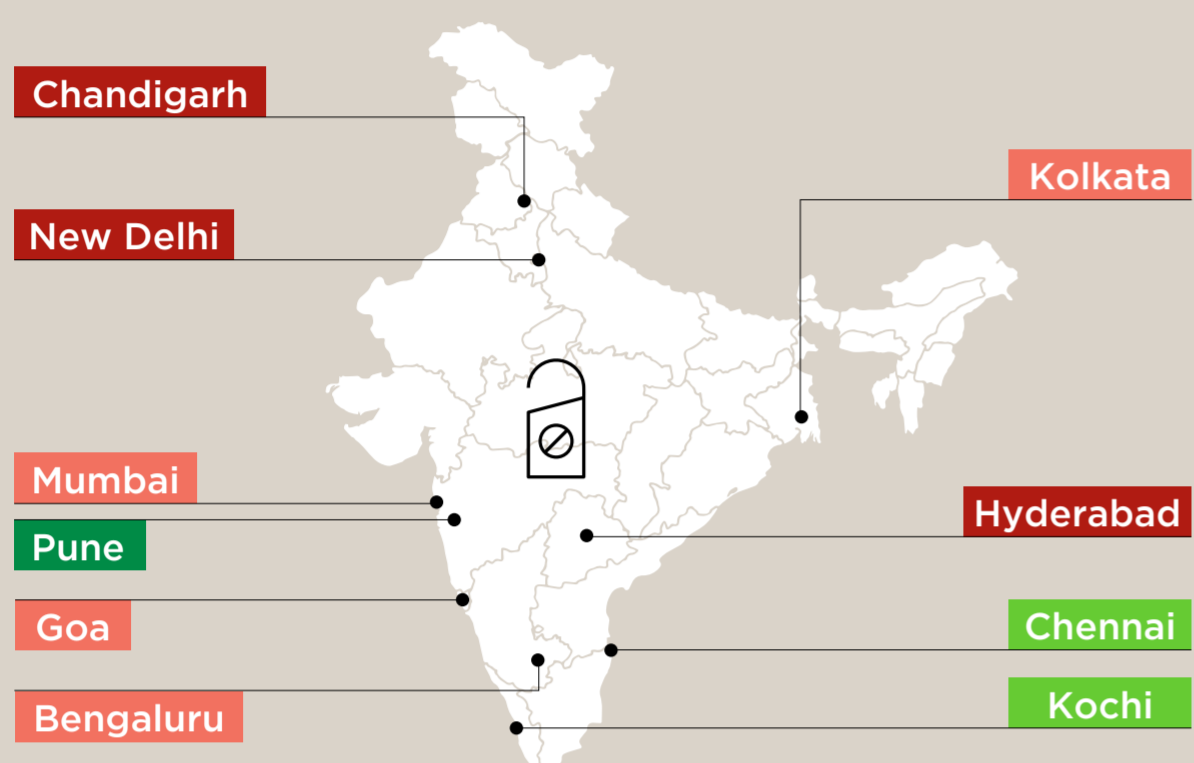 Chandigarh
New Delhi
Kolkata
Mumbai
Pune
Hyderabad
Goa
Chennai
Bengaluru
Kochi